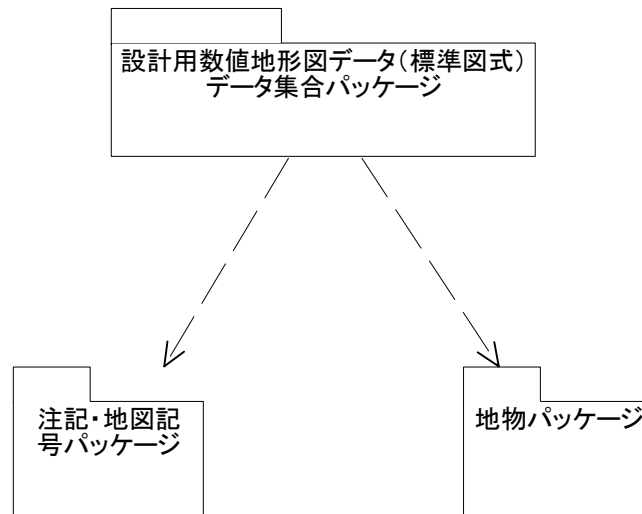 設計用数値地形図データ(標準図式)
データ集合パッケージ
注記・地図記
号パッケージ
地物パッケージ